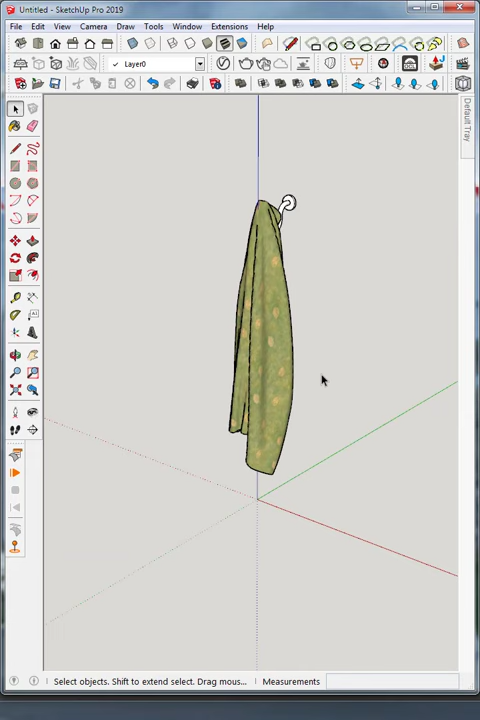 Untitled - SketchUp Pro 2019
File Edit View Camera Draw Tools Window Extensions Help
Layer0
Default Tray
Select objects. Shift to extend select. Drag mous... Measurements